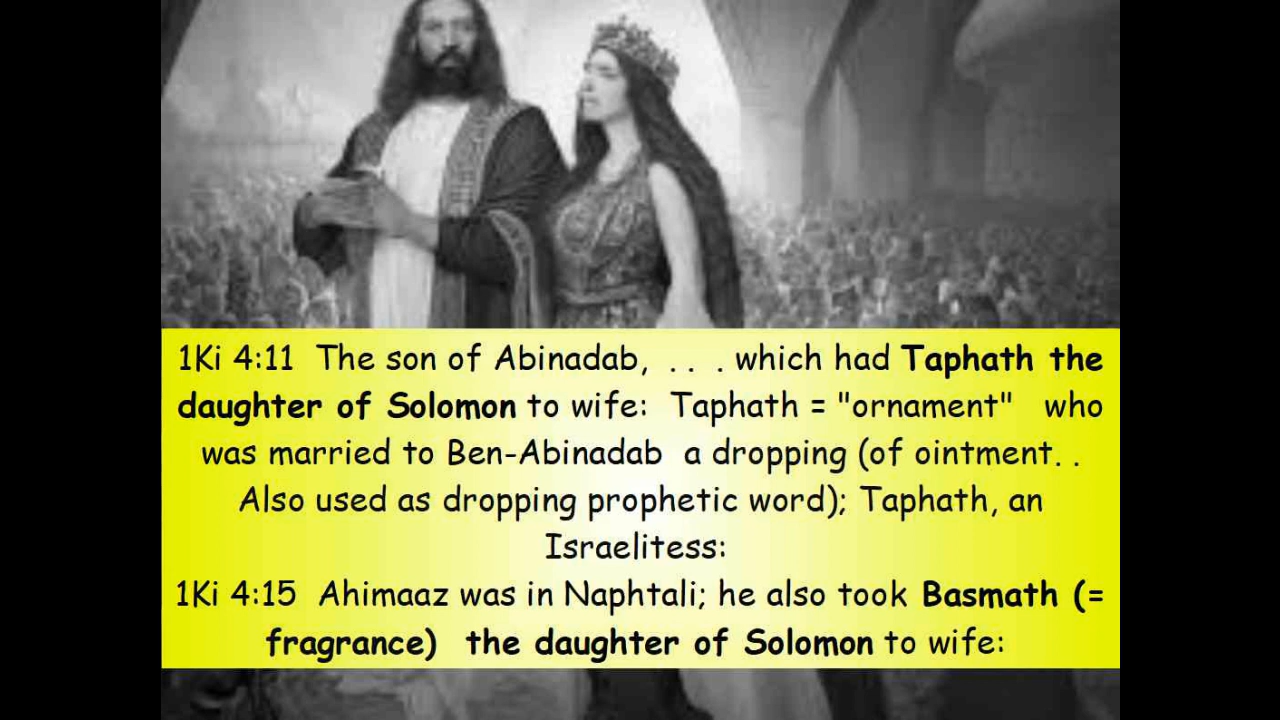 1Ki 4:11 The son of Abinadab, . . . which had Taphath the
daughter of Solomon to wife: Taphath = "ornament" who
was married to Ben-Abinadab a dropping (of ointment. .
Also used as dropping prophetic word); Taphath, an
Israelitess:
1Ki 4:15 Ahimaaz was in Naphtali; he also took Basmath (=
fragrance) the daughter of Solomon to wife: